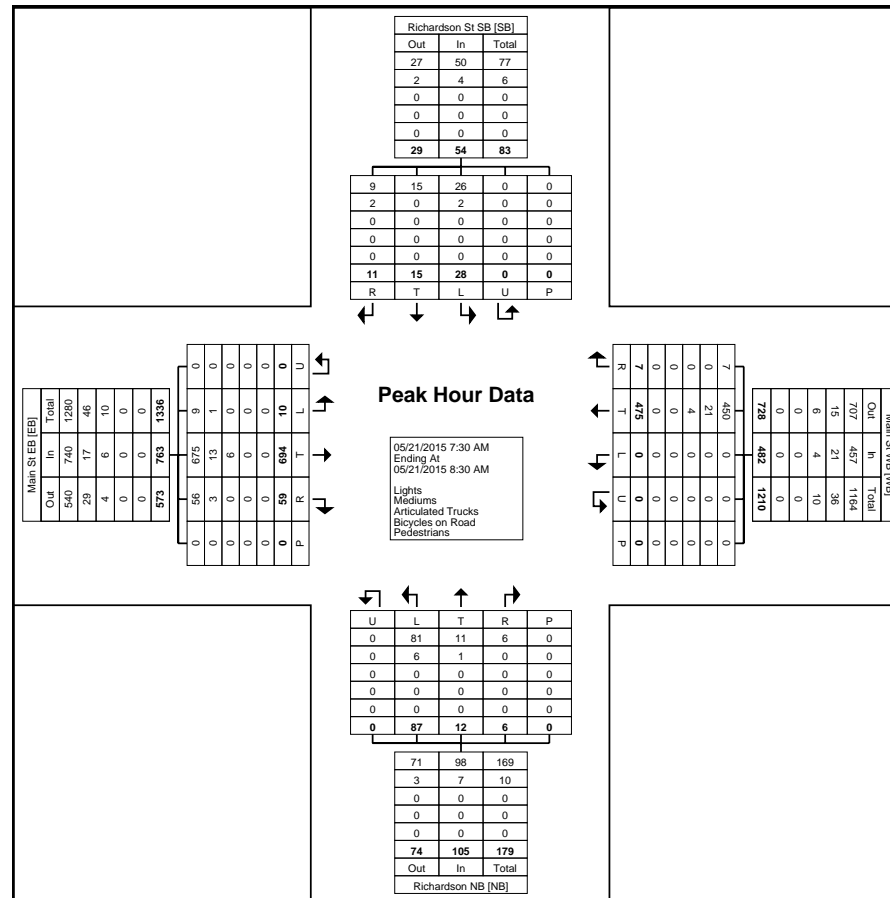 Richardson St SB [SB]
Out In Total
27 50 77
2 4 6
0 0 0
0 0 0
0 0 0
29 54 83
9 15 26 0 0
2 0 2 0 0
0 0 0 0 0
0 0 0 0 0
0 0 0 0 0
11 15 28 0 0
R T L U P
Main St EB [EB]
Out In Total
540 740 1280
29 17 46
4 6 10
0 0 0
0 0 0
573 763 1336
0 56 675 9 0
0 3 13 1 0
0 0 6 0 0
0 0 0 0 0
0 0 0 0 0
0 59 694 10 0
P R T L U
Peak Hour Data
05/21/2015 7:30 AM
Ending At
05/21/2015 8:30 AM
Lights
Mediums
Articulated Trucks
Bicycles on Road
Pedestrians
Main St WB [WB]
Out In Total
707 457 1164
15 21 36
6 4 10
0 0 0
0 0 0
728 482 1210
7 450 0 0 0
0 21 0 0 0
0 4 0 0 0
0 0 0 0 0
0 0 0 0 0
7 475 0 0 0
R T L U P
U L T R P
0 81 11 6 0
0 6 1 0 0
0 0 0 0 0
0 0 0 0 0
0 0 0 0 0
0 87 12 6 0
71 98 169
3 7 10
0 0 0
0 0 0
0 0 0
74 105 179
Out In Total
Richardson NB [NB]